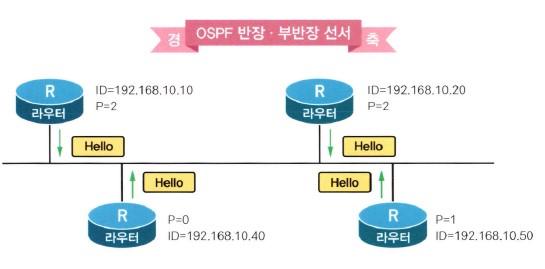 경 OSPF 반장·부반장 선서 축
R
라우터
ID=192.168.10.10
P=2
Hello
R
라우터
ID=192.168.10.20
P=2
Hello
Hello
R
라우터
P=0
ID=192.168.10.40
Hello
R
라우터
P=1
ID=192.168.10.50